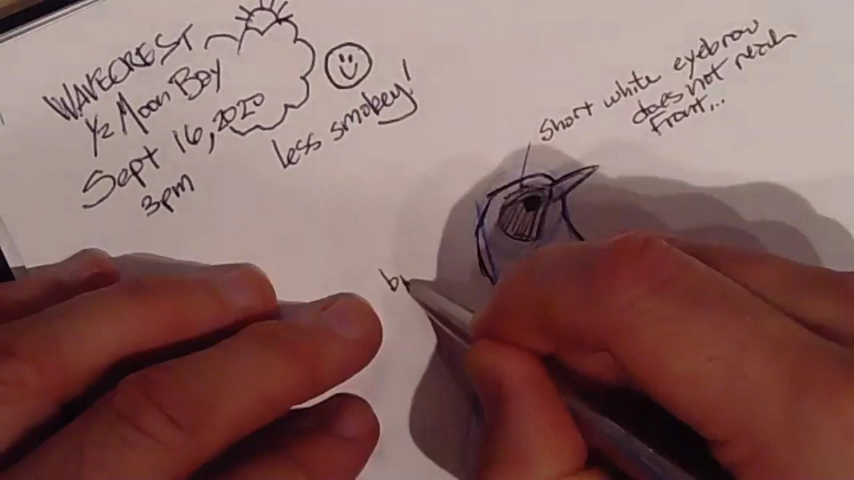 WAVECREST
½ Moon Bay
Sept 16, 2020
3pm
less smokey!
short white eyebrow
does not reach
front...
b